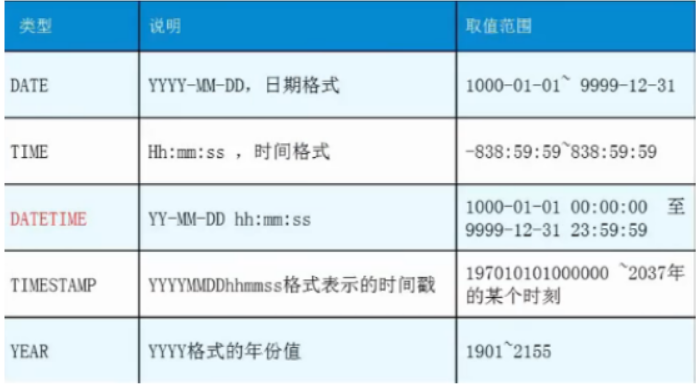 类型 说明 取值范围
DATE YYYY-MM-DD，日期格式 1000-01-01~ 9999-12-31
TIME Hh:mm:ss ，时间格式 -838:59:59~838:59:59
DATETIME YY-MM-DD hh:mm:ss 1000-01-01 00:00:00 至
9999-12-31 23:59:59
TIMESTAMP YYYYMMDDhhmmss格式表示的时间戳 197010101000000 ~2037年
的某个时刻
YEAR YYYY格式的年份值 1901~2155